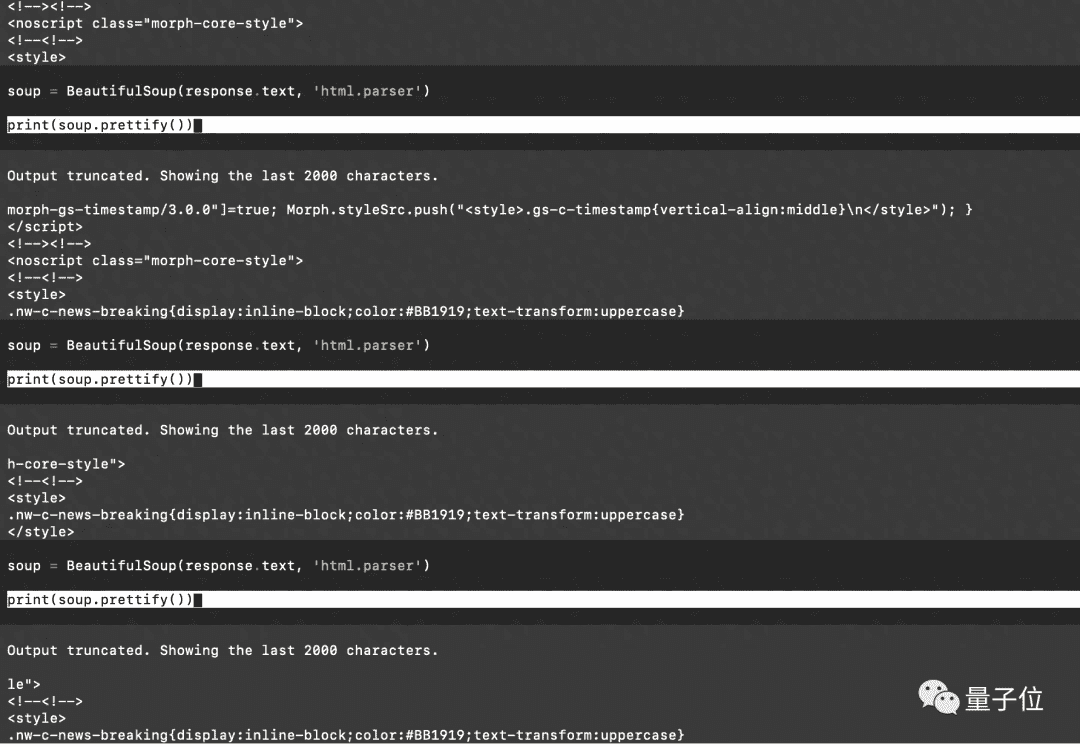 <!--><!-->
<noscript class="morph-core-style">
<!--<!-->
<style>
soup = BeautifulSoup(response.text, 'html.parser')
print(soup.prettify())
Output truncated. Showing the last 2000 characters.
morph-gs-timestamp/3.0.0"]=true; Morph.styleSrc.push("<style>.gs-c-timestamp{vertical-align:middle}\n</style>"); }
</script>
<!--><!-->
<noscript class="morph-core-style">
<!--<!-->
<style>
.nw-c-news-breaking{display:inline-block;color:#BB1919;text-transform:uppercase}
soup = BeautifulSoup(response.text, 'html.parser')
print(soup.prettify())
Output truncated. Showing the last 2000 characters.
h-core-style">
<!--<!-->
<style>
.nw-c-news-breaking{display:inline-block;color:#BB1919;text-transform:uppercase}
</style>
soup = BeautifulSoup(response.text, 'html.parser')
print(soup.prettify())
Output truncated. Showing the last 2000 characters.
le">
<!--<!-->
<style>
.nw-c-news-breaking{display:inline-block;color:#BB1919;text-transform:uppercase}
量子位